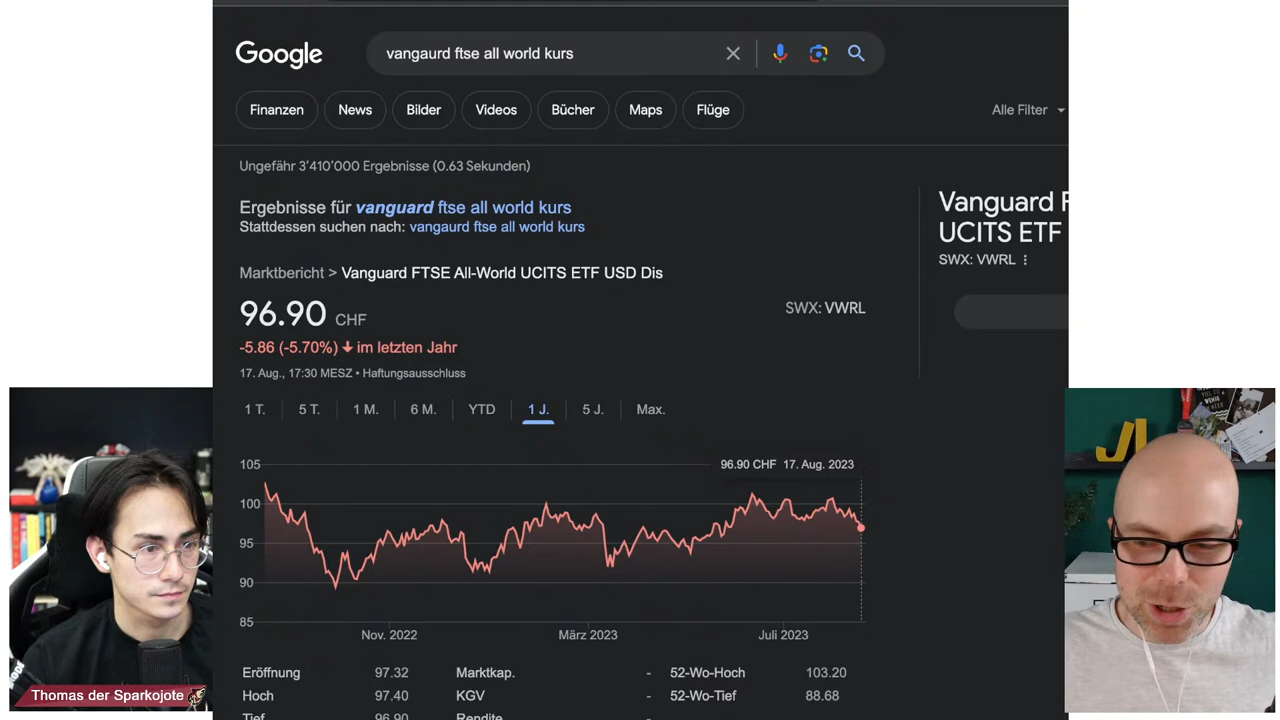 Google
vangaurd ftse all world kurs
Finanzen
News
Bilder
Videos
Bücher
Maps
Flüge
Alle Filter
Ungefähr 3'410'000 Ergebnisse (0.63 Sekunden)
Ergebnisse für vanguard ftse all world kurs
Stattdessen suchen nach: vangaurd ftse all world kurs
Vanguard F
UCITS ETF
SWX: VWRL
Marktbericht > Vanguard FTSE All-World UCITS ETF USD Dis
96.90 CHF
SWX: VWRL
-5.86 (-5.70%) im letzten Jahr
17. Aug., 17:30 MESZ • Haftungsausschluss
1 T.
5 T.
1 M.
6 M.
YTD
1 J.
5 J.
Max.
96.90 CHF 17. Aug. 2023
105
100
95
90
85
Nov. 2022
März 2023
Juli 2023
Eröffnung 97.32 Marktkap. - 52-Wo-Hoch 103.20
Hoch 97.40 KGV - 52-Wo-Tief 88.68
Tief 96.90 Rendite -
Thomas der Sparkojote